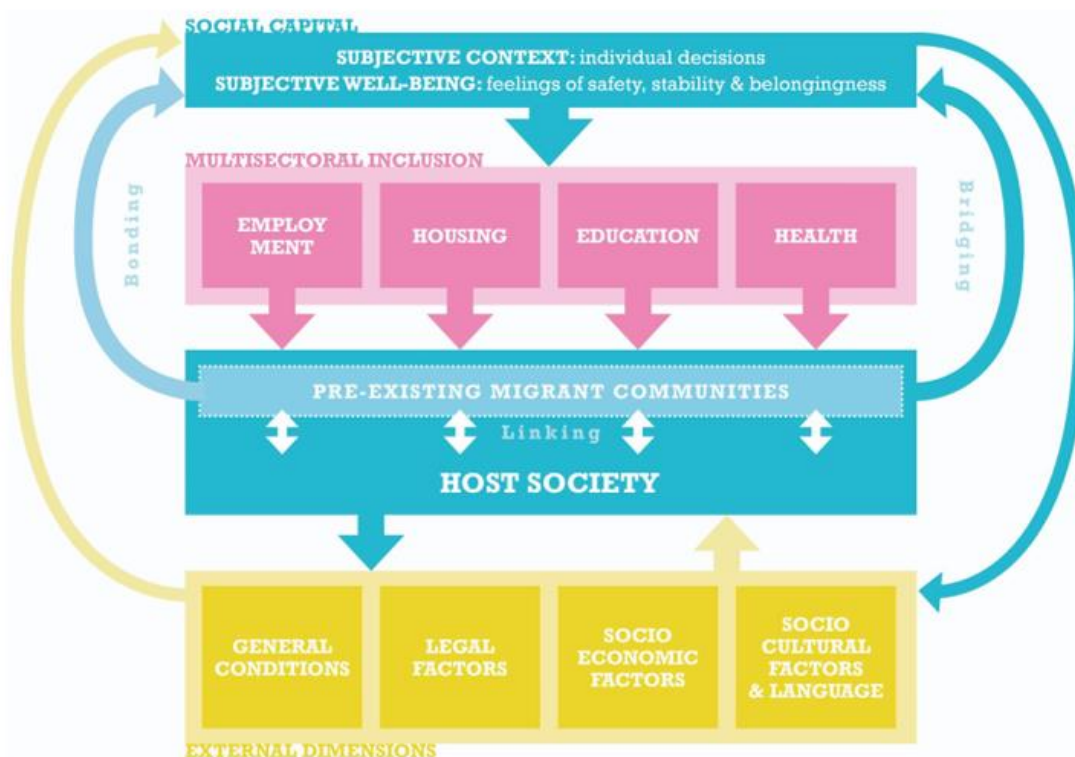 SOCIAL CAPITAL
SUBJECTIVE CONTEXT: individual decisions
SUBJECTIVE WELL-BEING: feelings of safety, stability & belongingness
MULTISECTORAL INCLUSION
Bonding
EMPLOY
MENT
HOUSING
EDUCATION
HEALTH
Bridging
PRE-EXISTING MIGRANT COMMUNITIES
Linking
HOST SOCIETY
GENERAL
CONDITIONS
LEGAL
FACTORS
SOCIO
ECONOMIC
FACTORS
SOCIO
CULTURAL
FACTORS
& LANGUAGE
EXTERNAL DIMENSIONS